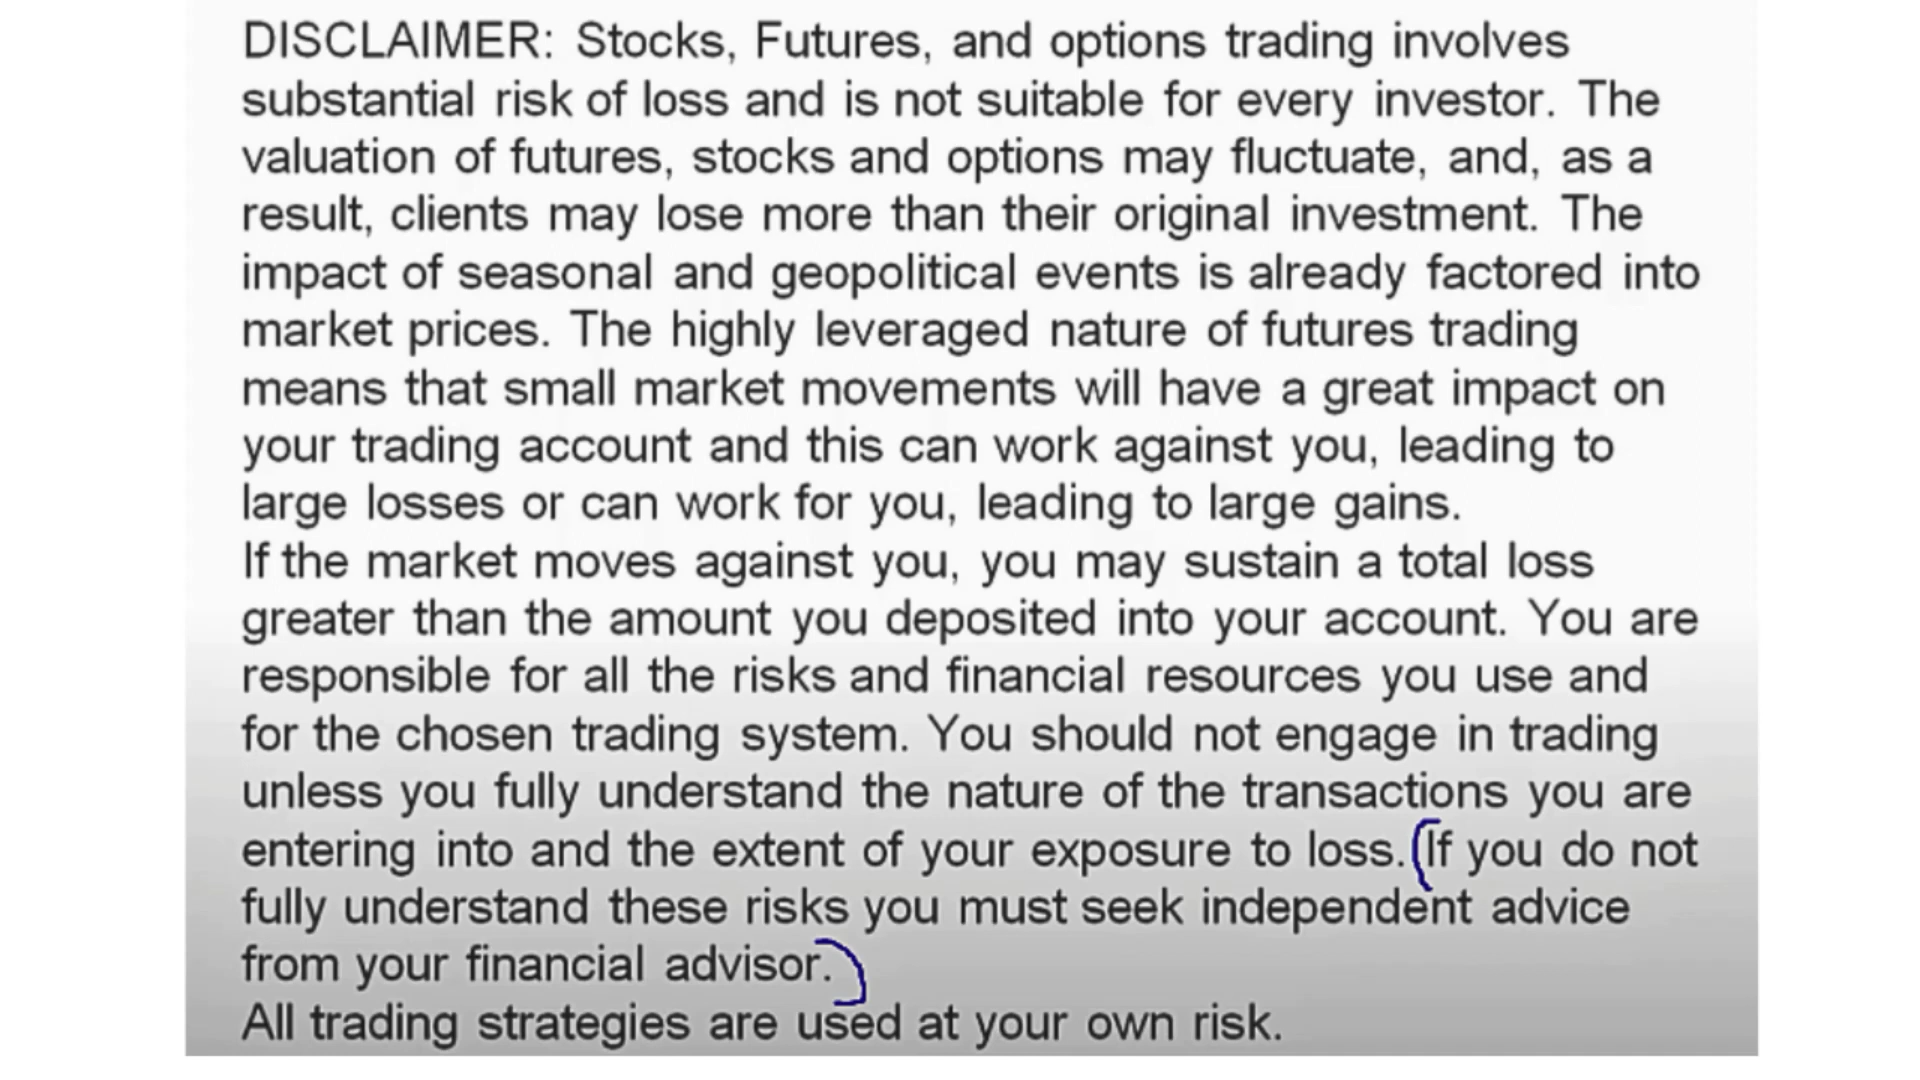 DISCLAIMER: Stocks, Futures, and options trading involves
substantial risk of loss and is not suitable for every investor. The
valuation of futures, stocks and options may fluctuate, and, as a
result, clients may lose more than their original investment. The
impact of seasonal and geopolitical events is already factored into
market prices. The highly leveraged nature of futures trading
means that small market movements will have a great impact on
your trading account and this can work against you, leading to
large losses or can work for you, leading to large gains.
If the market moves against you, you may sustain a total loss
greater than the amount you deposited into your account. You are
responsible for all the risks and financial resources you use and
for the chosen trading system. You should not engage in trading
unless you fully understand the nature of the transactions you are
entering into and the extent of your exposure to loss. (If you do not
fully understand these risks you must seek independent advice
from your financial advisor.)
All trading strategies are used at your own risk.